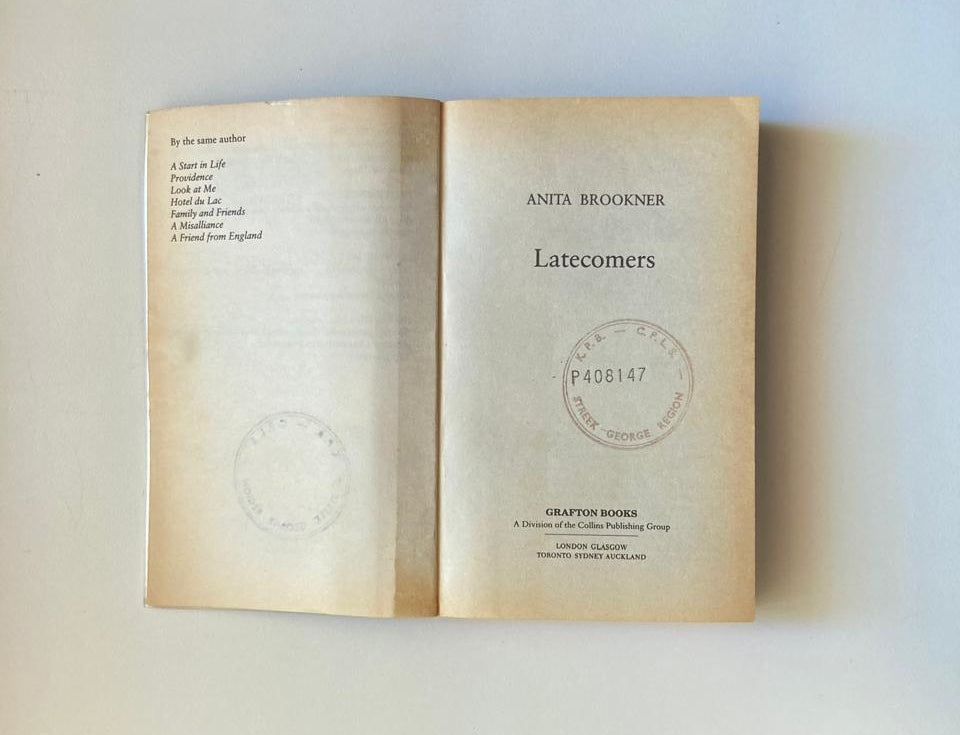 By the same author
A Start in Life
Providence
Look at Me
Hotel du Lac
Family and Friends
A Misalliance
A Friend from England
ANITA BROOKNER
Latecomers
K.P.B. — C.P.L.S. —
P408147
STREEK - GEORGE REGION
GRAFTON BOOKS
A Division of the Collins Publishing Group
LONDON GLASGOW
TORONTO SYDNEY AUCKLAND